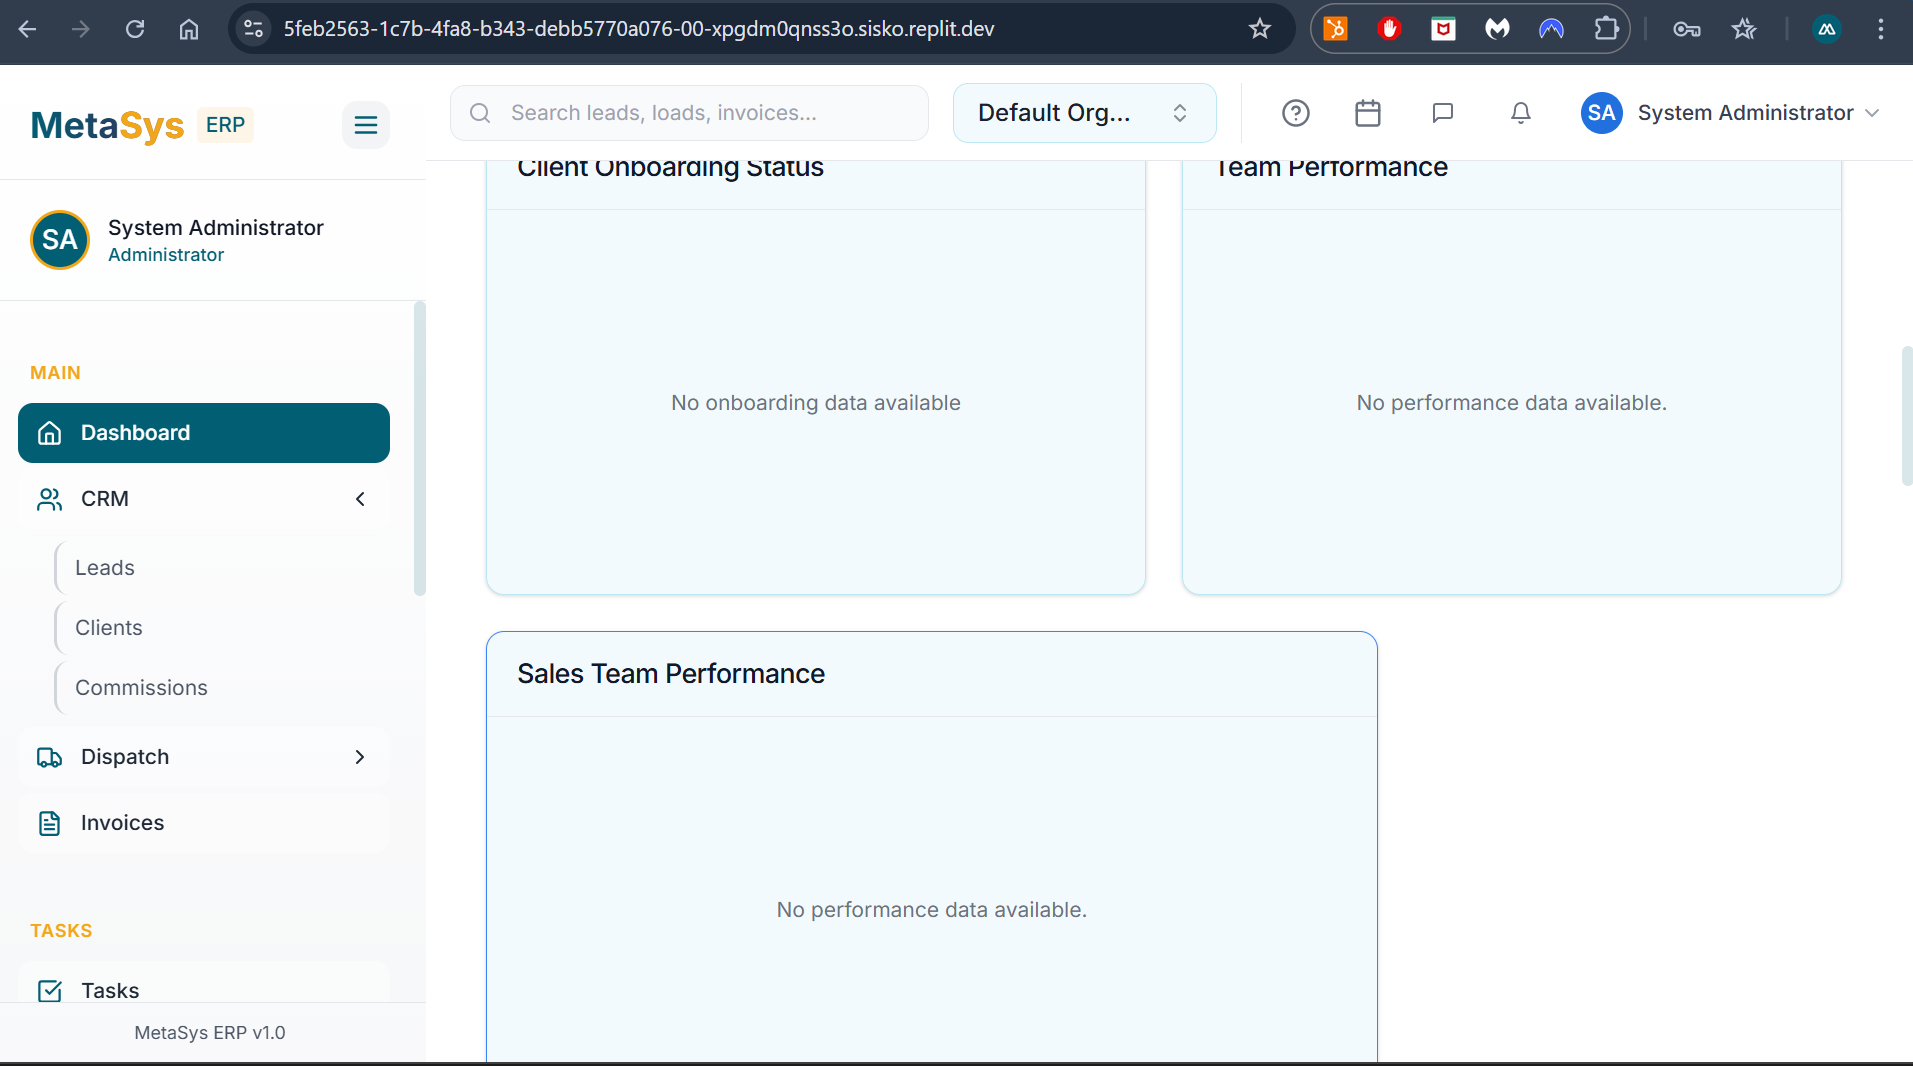 5feb2563-1c7b-4fa8-b343-debb5770a076-00-xpgdm0qnss3o.sisko.replit.dev
MetaSys ERP
Search leads, loads, invoices...
Default Org...
SA System Administrator
SA
System Administrator
Administrator
MAIN
Dashboard
CRM
Leads
Clients
Commissions
Dispatch
Invoices
TASKS
Tasks
MetaSys ERP v1.0
Client Onboarding Status
No onboarding data available
Team Performance
No performance data available.
Sales Team Performance
No performance data available.